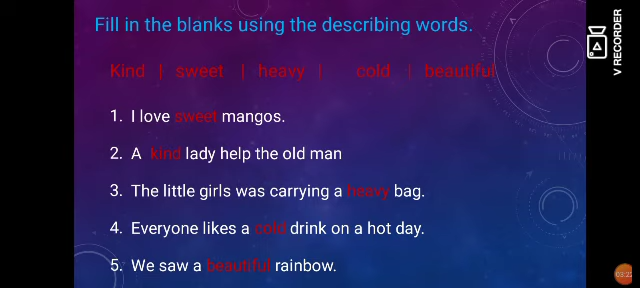 Fill in the blanks using the describing words.
Kind | sweet | heavy | cold | beautiful
1. I love sweet mangos.
2. A kind lady help the old man
3. The little girls was carrying a heavy bag.
4. Everyone likes a cold drink on a hot day.
5. We saw a beautiful rainbow.
V RECORDER
03:22